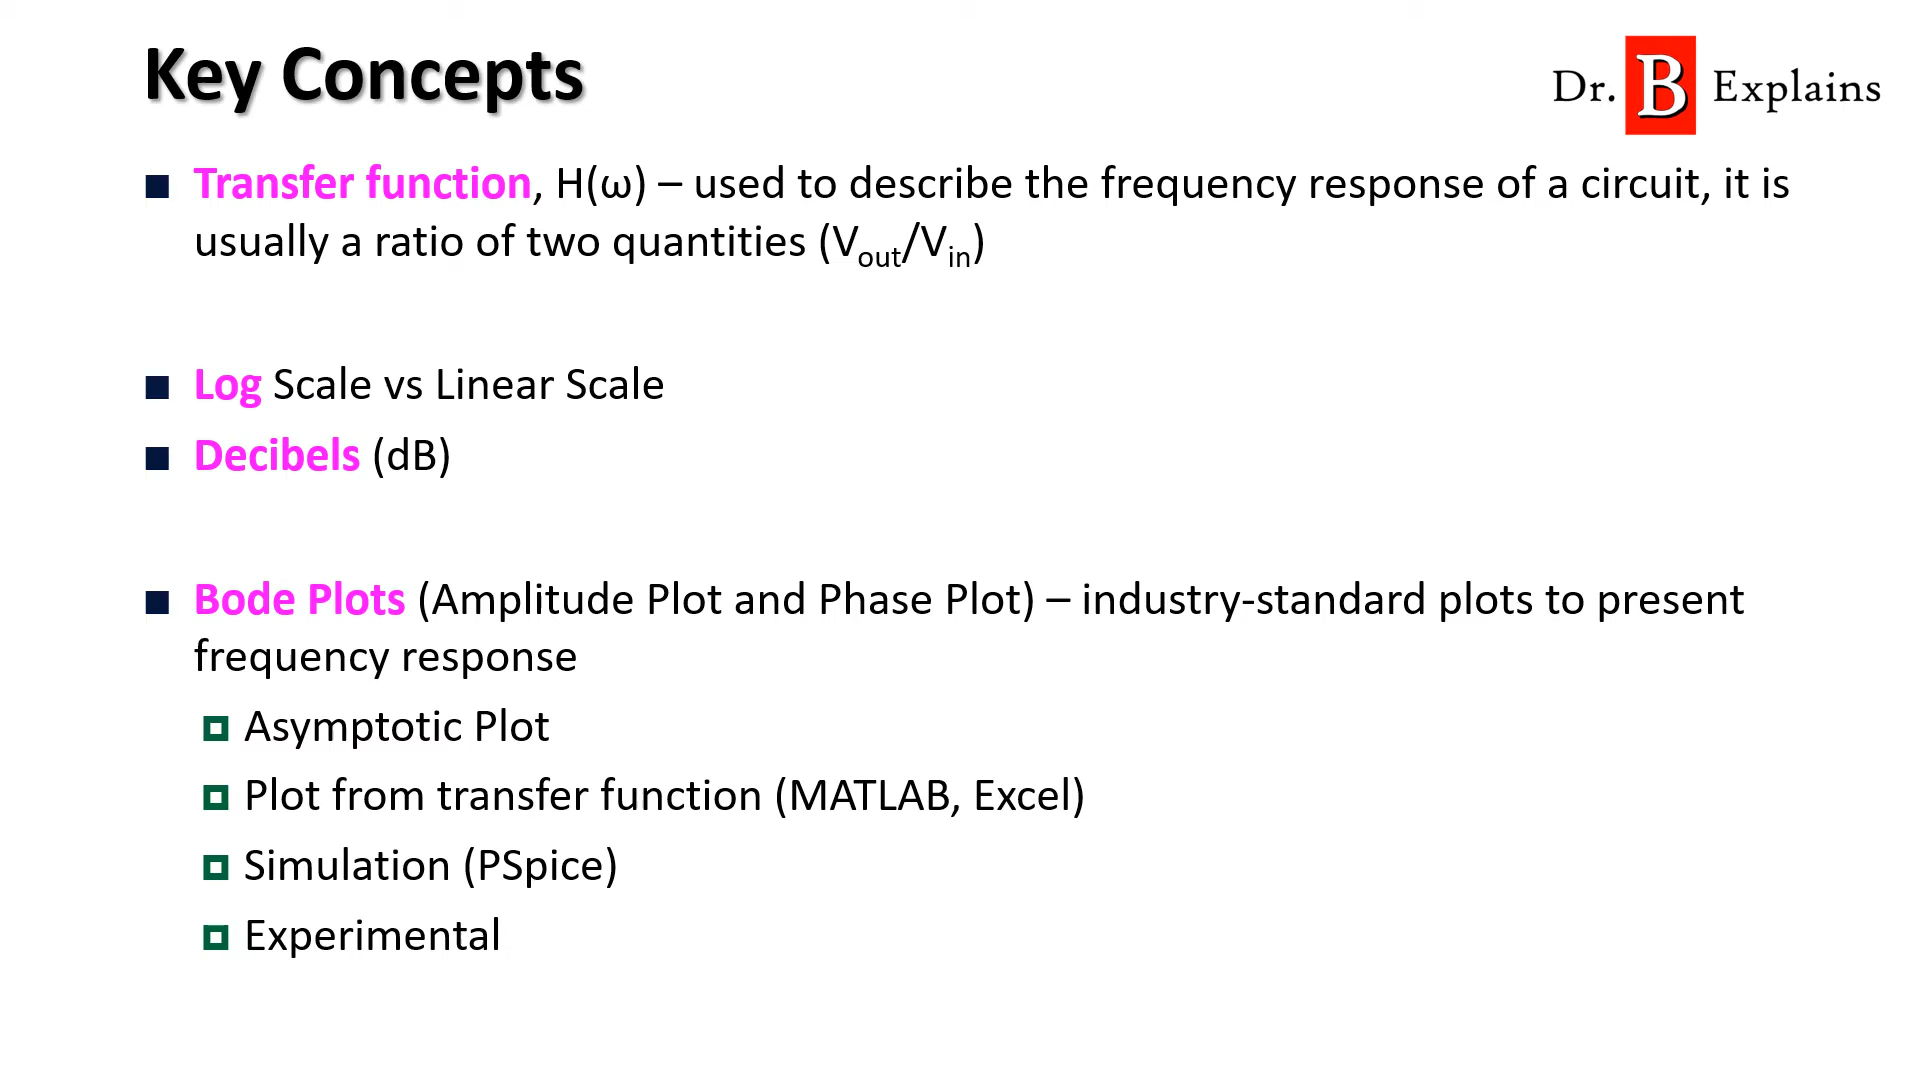 Key Concepts
Dr. B Explains
Transfer function, H(ω) – used to describe the frequency response of a circuit, it is
usually a ratio of two quantities (Vout/Vin)
Log Scale vs Linear Scale
Decibels (dB)
Bode Plots (Amplitude Plot and Phase Plot) – industry-standard plots to present
frequency response
Asymptotic Plot
Plot from transfer function (MATLAB, Excel)
Simulation (PSpice)
Experimental